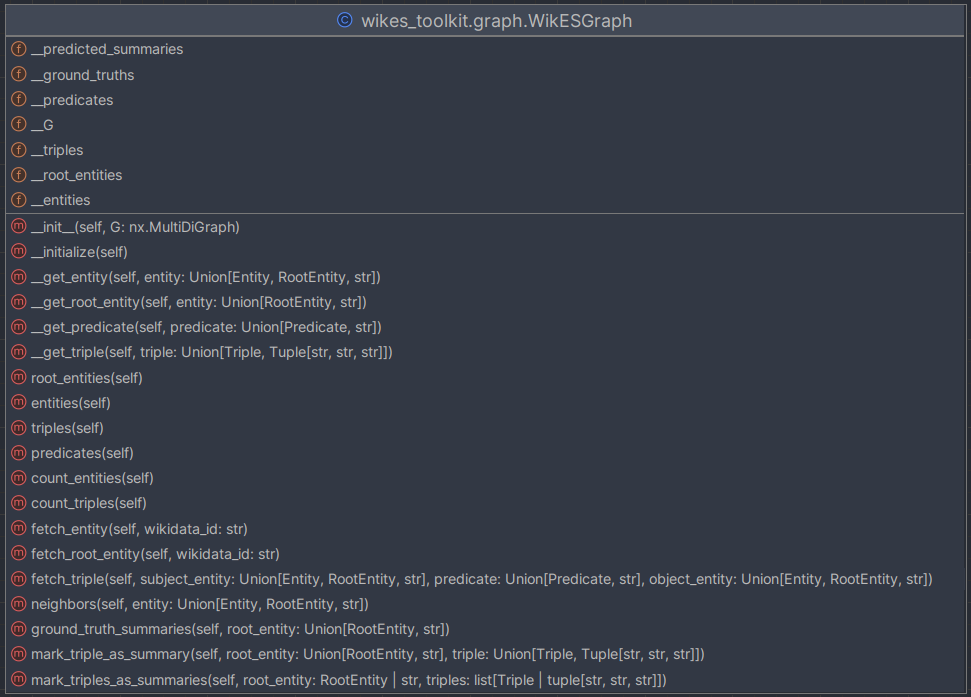 wikes_toolkit.graph.WikESGraph
__predicted_summaries
__ground_truths
__predicates
__G
__triples
__root_entities
__entities
__init__(self, G: nx.MultiDiGraph)
__initialize(self)
__get_entity(self, entity: Union[Entity, RootEntity, str])
__get_root_entity(self, entity: Union[RootEntity, str])
__get_predicate(self, predicate: Union[Predicate, str])
__get_triple(self, triple: Union[Triple, Tuple[str, str, str]])
root_entities(self)
entities(self)
triples(self)
predicates(self)
count_entities(self)
count_triples(self)
fetch_entity(self, wikidata_id: str)
fetch_root_entity(self, wikidata_id: str)
fetch_triple(self, subject_entity: Union[Entity, RootEntity, str], predicate: Union[Predicate, str], object_entity: Union[Entity, RootEntity, str])
neighbors(self, entity: Union[Entity, RootEntity, str])
ground_truth_summaries(self, root_entity: Union[RootEntity, str])
mark_triple_as_summary(self, root_entity: Union[RootEntity, str], triple: Union[Triple, Tuple[str, str, str]])
mark_triples_as_summaries(self, root_entity: RootEntity | str, triples: list[Triple | tuple[str, str, str]])